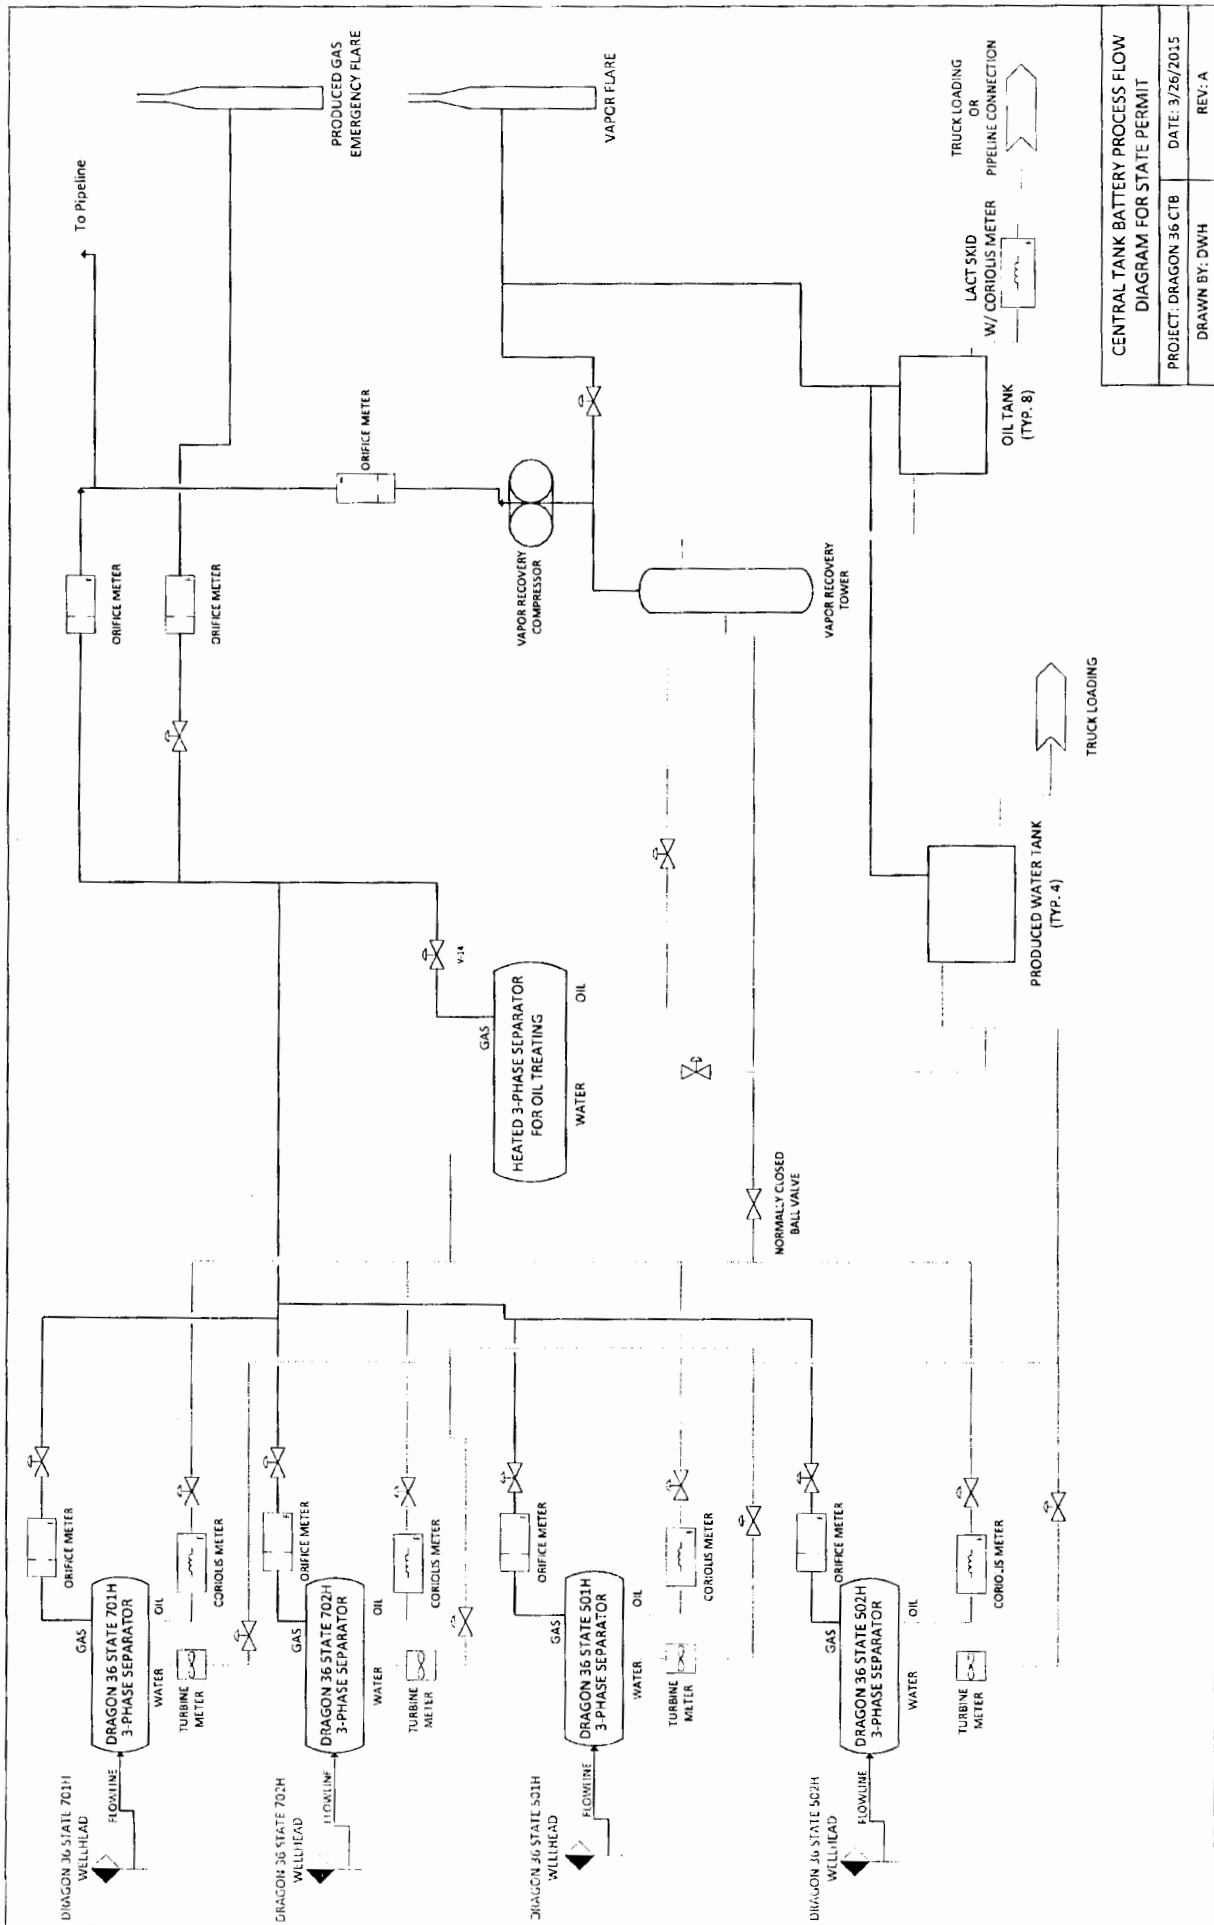 DRAGON 36 STATE 701H
WELLHEAD
FLOWLINE
DRAGON 36 STATE 701H
3-PHASE SEPARATOR
GAS
WATER
OIL
ORIFICE METER
TURBINE
METER
CORIOLIS METER
DRAGON 36 STATE 702H
WELLHEAD
FLOWLINE
DRAGON 36 STATE 702H
3-PHASE SEPARATOR
GAS
WATER
OIL
ORIFICE METER
TURBINE
METER
CORIOLIS METER
DRAGON 36 STATE 501H
WELLHEAD
FLOWLINE
DRAGON 36 STATE 501H
3-PHASE SEPARATOR
GAS
WATER
OIL
ORIFICE METER
TURBINE
METER
CORIOLIS METER
DRAGON 36 STATE 502H
WELLHEAD
FLOWLINE
DRAGON 36 STATE 502H
3-PHASE SEPARATOR
GAS
WATER
OIL
ORIFICE METER
TURBINE
METER
CORIOLIS METER
HEATED 3-PHASE SEPARATOR
FOR OIL TREATING
GAS
WATER
OIL
V-14
NORMALLY CLOSED
BALL VALVE
ORIFICE METER
ORIFICE METER
ORIFICE METER
To Pipeline
PRODUCED GAS
EMERGENCY FLARE
VAPOR FLARE
VAPOR RECOVERY
COMPRESSOR
VAPOR RECOVERY
TOWER
PRODUCED WATER TANK
(TYP. 4)
TRUCK LOADING
OIL TANK
(TYP. 8)
LACT SKID
W/ CORIOLIS METER
TRUCK LOADING
OR
PIPELINE CONNECTION
CENTRAL TANK BATTERY PROCESS FLOW
DIAGRAM FOR STATE PERMIT
PROJECT: DRAGON 36 CTB
DATE: 3/26/2015
DRAWN BY: DWH
REV: A